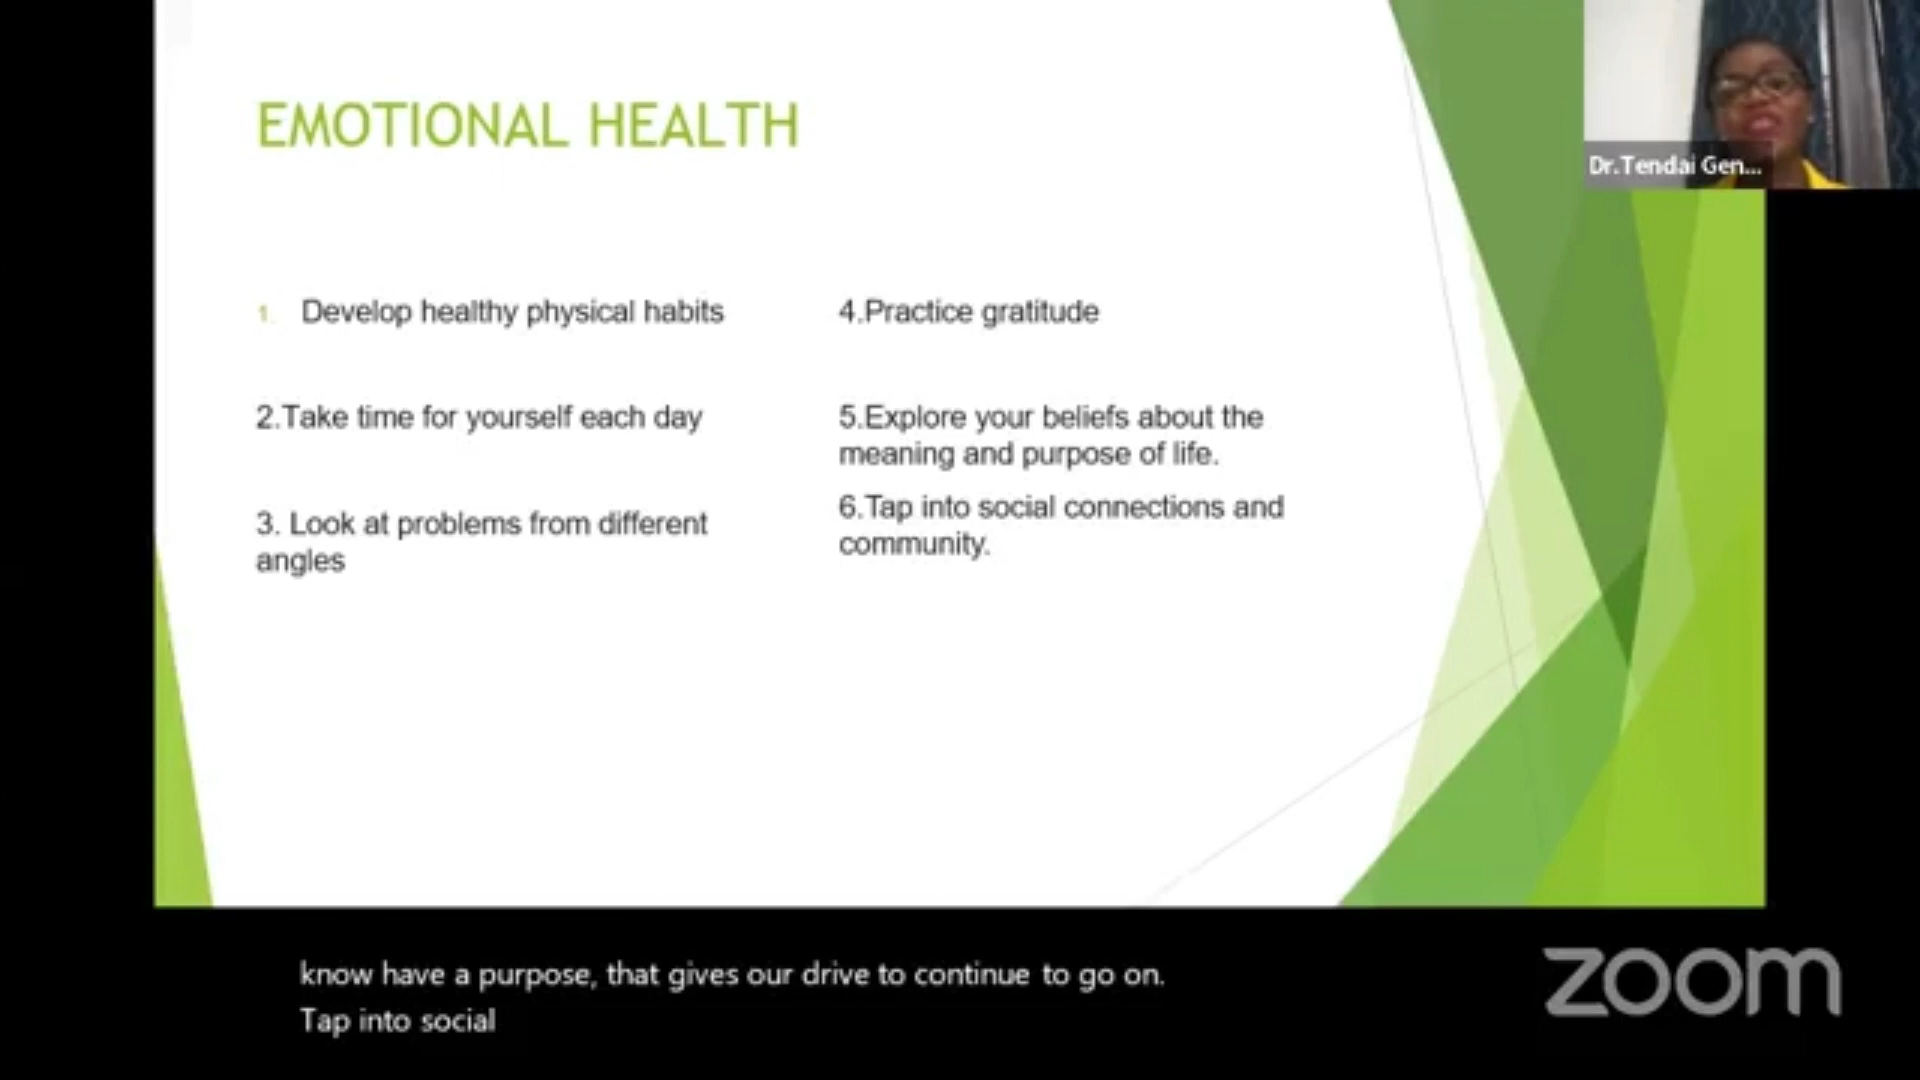 EMOTIONAL HEALTH
1. Develop healthy physical habits
2.Take time for yourself each day
3. Look at problems from different
angles
4.Practice gratitude
5.Explore your beliefs about the
meaning and purpose of life.
6.Tap into social connections and
community.
Dr.Tendai Gen...
know have a purpose, that gives our drive to continue to go on.
Tap into social
zoom